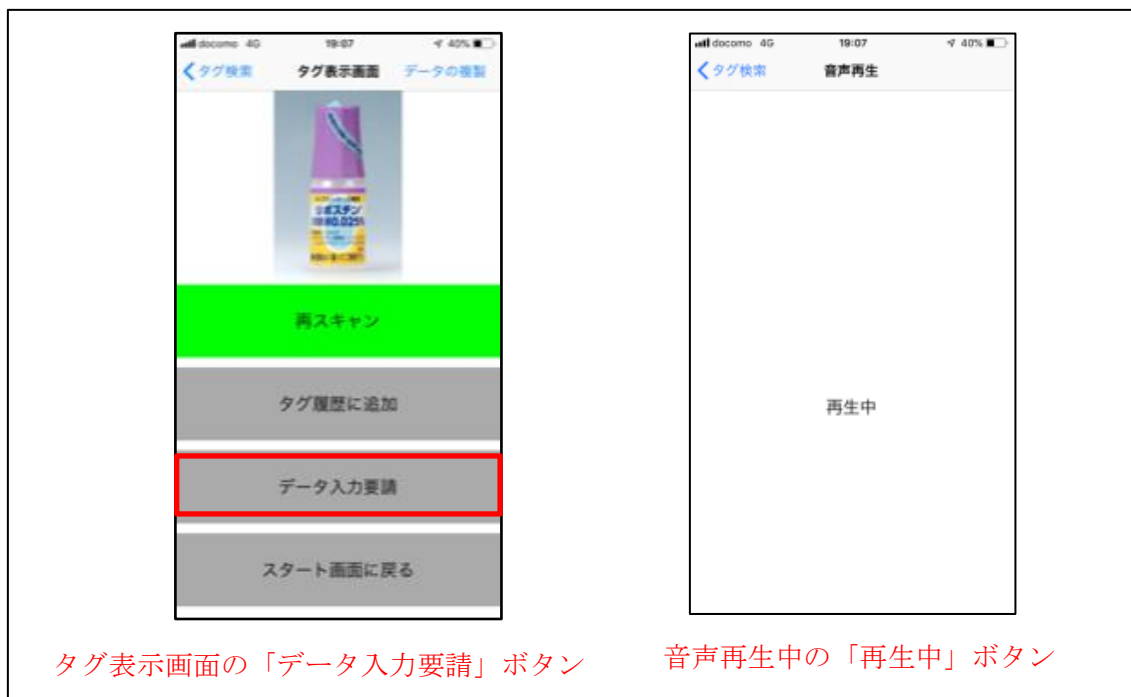 docomo 4G 19:07 40%
タグ検索 タグ表示画面 データの複製
再スキャン
タグ履歴に追加
データ入力要請
スタート画面に戻る
タグ表示画面の「データ入力要請」ボタン
docomo 4G 19:07 40%
タグ検索 音声再生
再生中
音声再生中の「再生中」ボタン